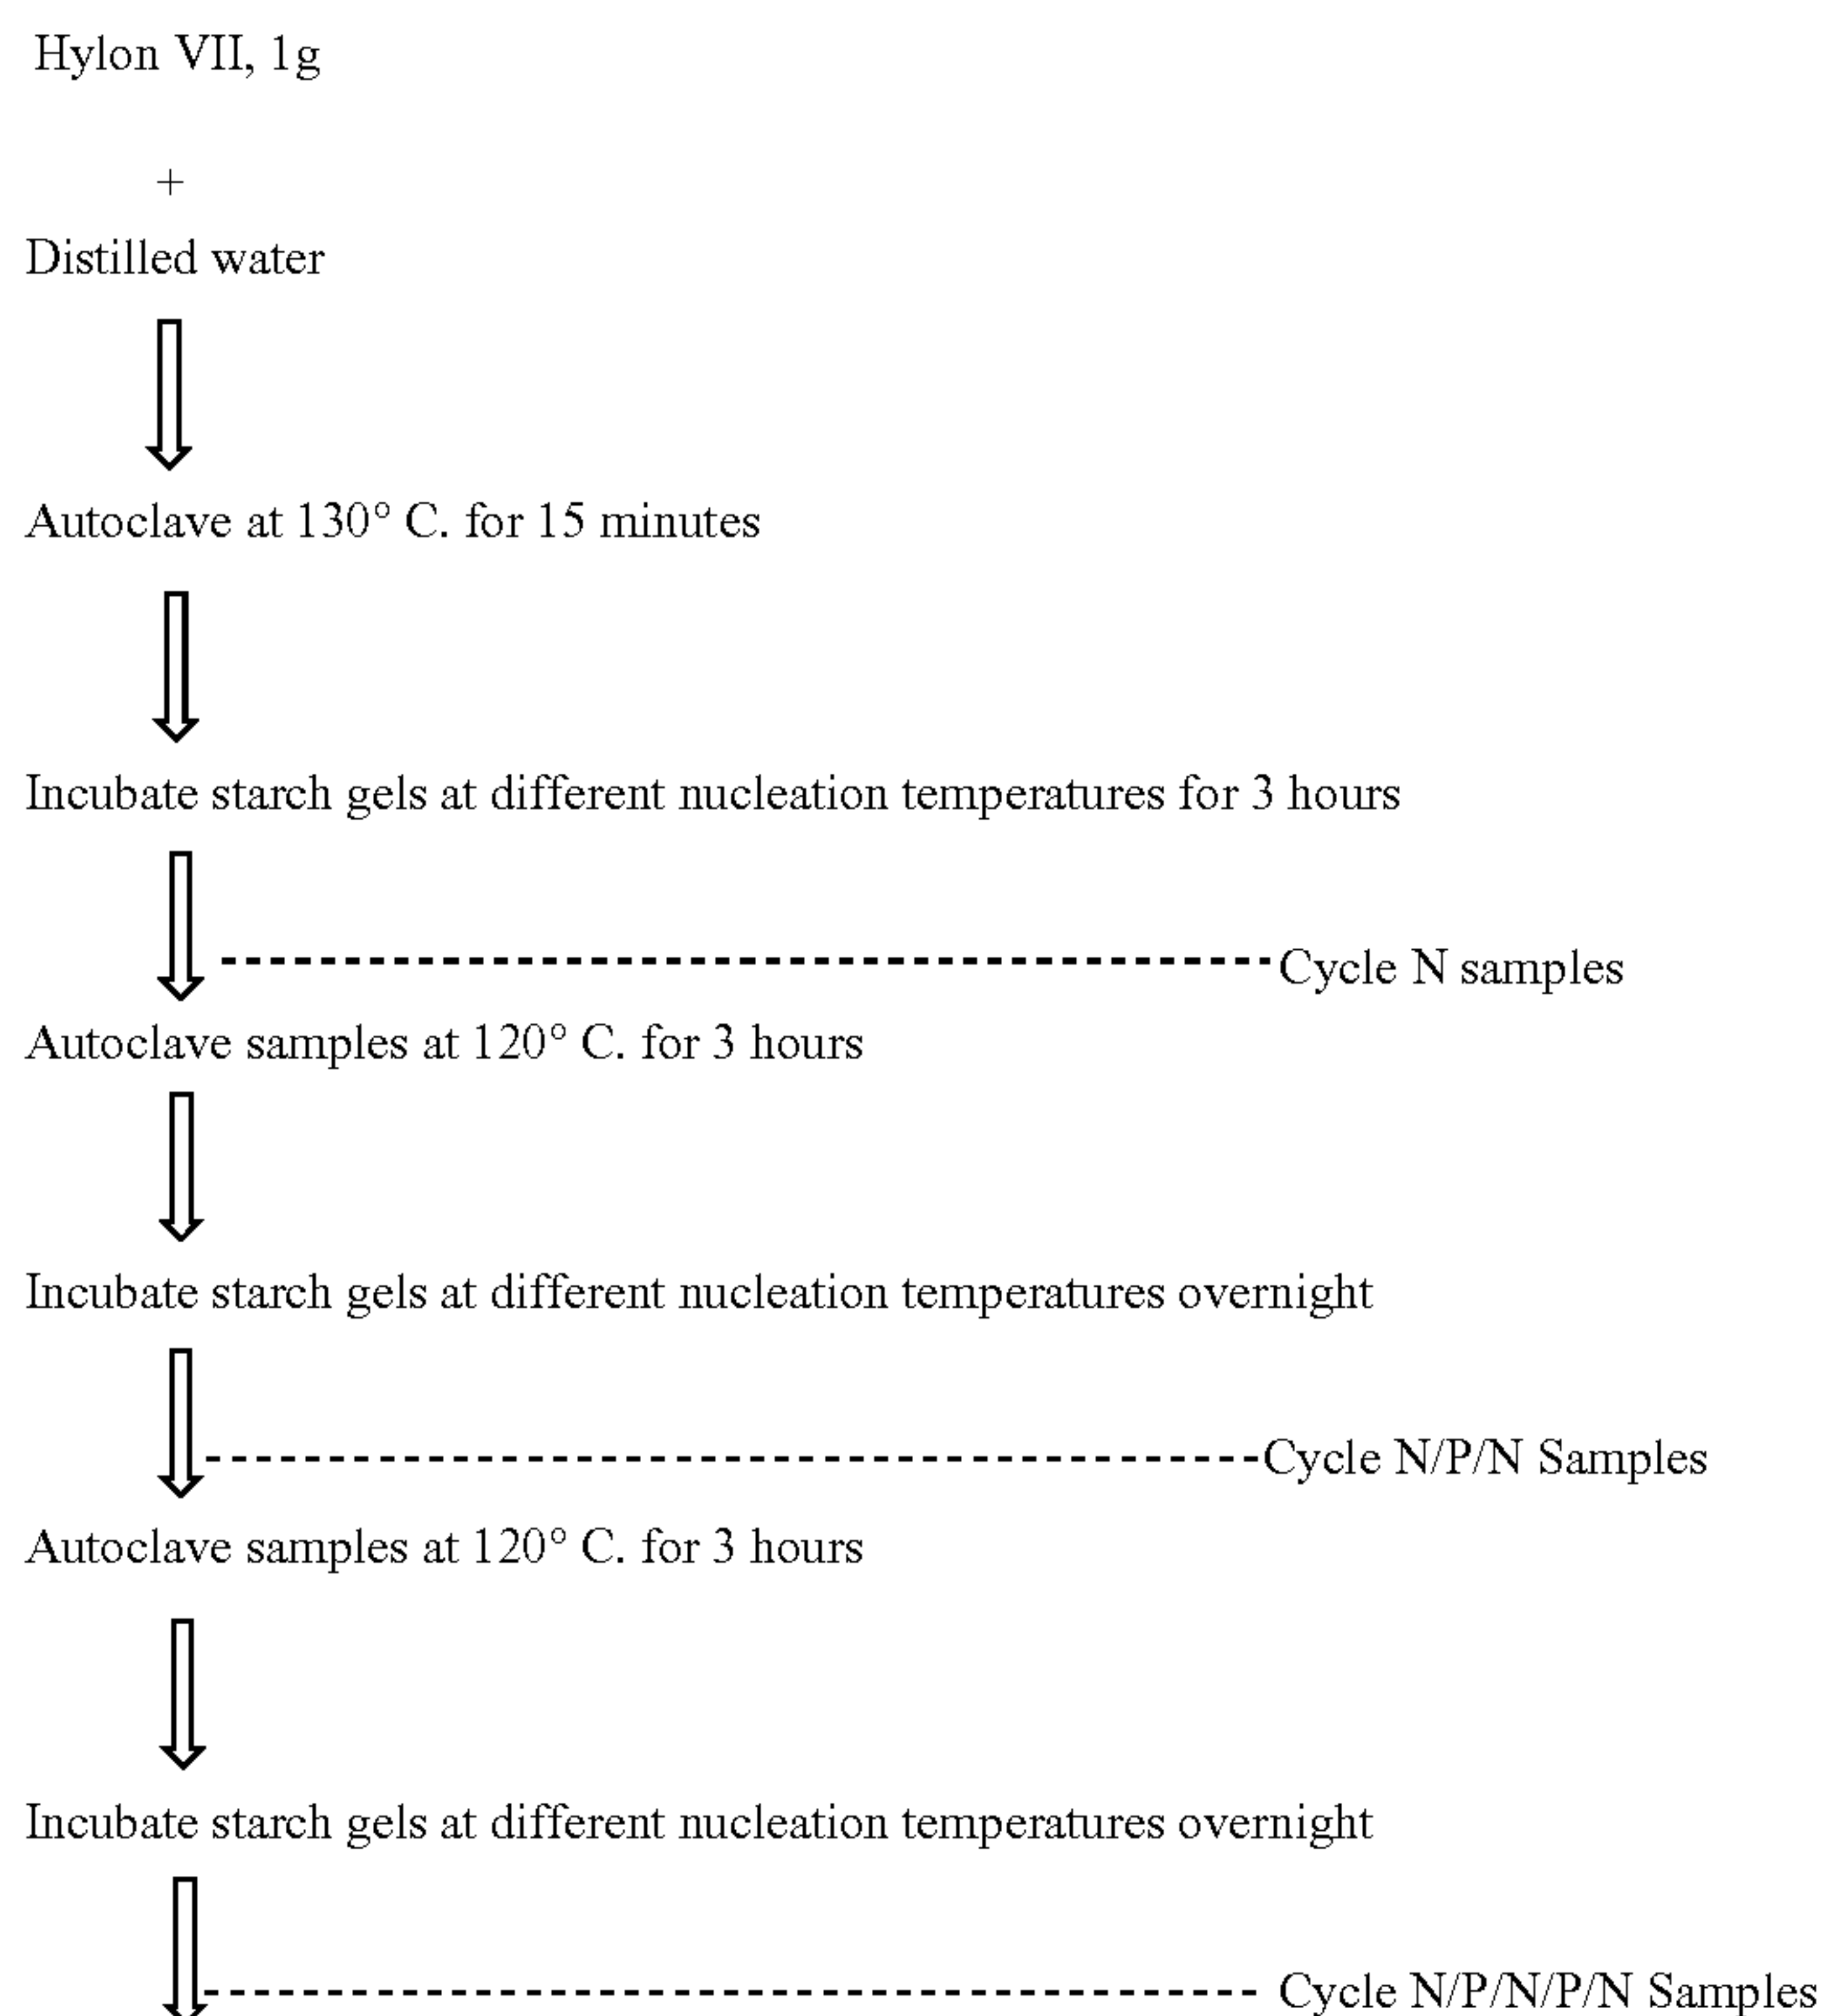 Hylon VII, 1g
+
Distilled water
Autoclave at 130° C. for 15 minutes
Incubate starch gels at different nucleation temperatures for 3 hours
Cycle N samples
Autoclave samples at 120° C. for 3 hours
Incubate starch gels at different nucleation temperatures overnight
Cycle N/P/N Samples
Autoclave samples at 120° C. for 3 hours
Incubate starch gels at different nucleation temperatures overnight
Cycle N/P/N/P/N Samples